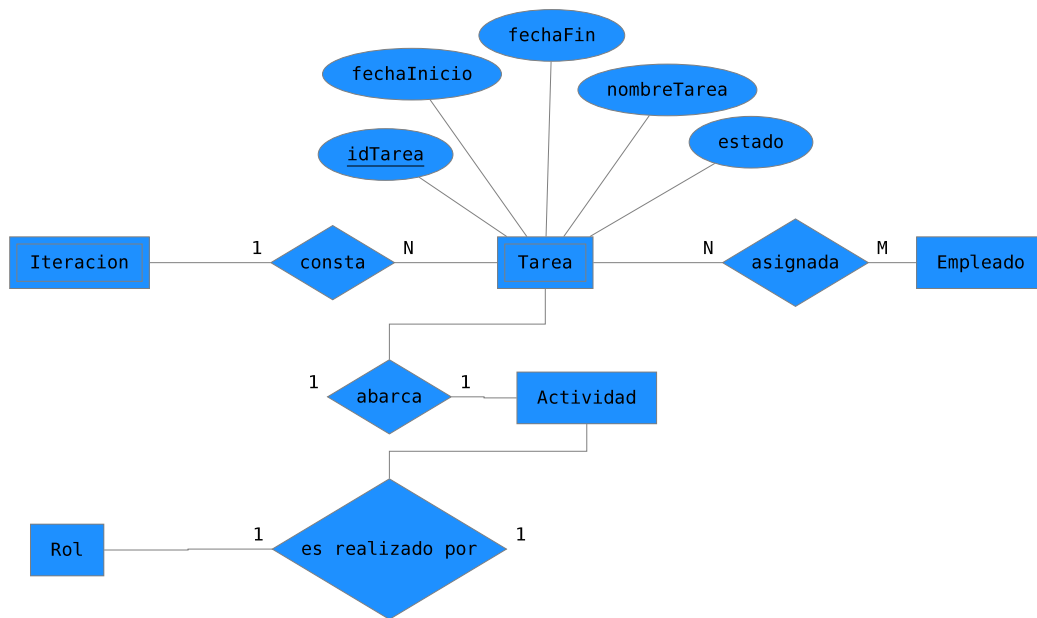 fechaFin
fechaInicio
nombreTarea
estado
idTarea
1
N
N
M
Iteracion
consta
Tarea
asignada
Empleado
1
1
abarca
Actividad
1
1
Rol
es realizado por